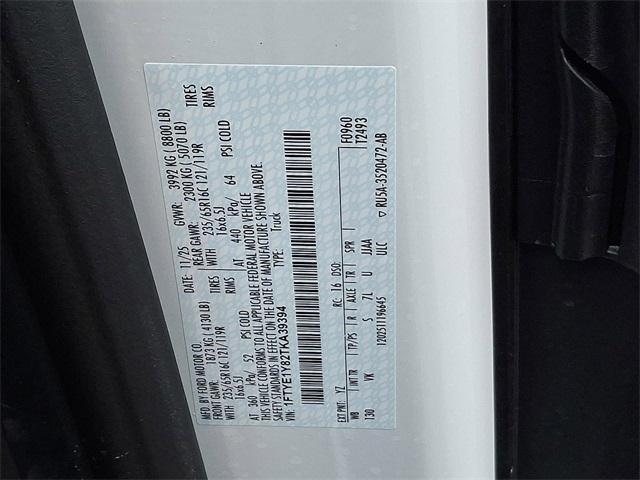 MFD. BY FORD MOTOR CO. DATE: 11/25 GVWR: 3992 KG ( 8800 LB)
FRONT GAWR: 1873 KG ( 4130 LB) REAR GAWR: 2300 KG ( 5070 LB)
WITH 235/65R16C 121/119R TIRES WITH 235/65R16C 121/119R TIRES
16x6.5J RIMS 16x6.5J RIMS
AT 360 kPa/ 52 PSI COLD AT 440 kPa/ 64 PSI COLD
THIS VEHICLE CONFORMS TO ALL APPLICABLE FEDERAL MOTOR VEHICLE
SAFETY STANDARDS IN EFFECT ON THE DATE OF MANUFACTURE SHOWN ABOVE.
VIN: 1FTYE1Y82TKA39394 TYPE: Truck
F0960
T2493
EXT PNT: YZ RC: 16 DSO:
WB INT TR TP/PS R AXLE TR SPR
130 VK S 7L U JJAA
120251119664S ULC ▽ RU5A-3520472-AB